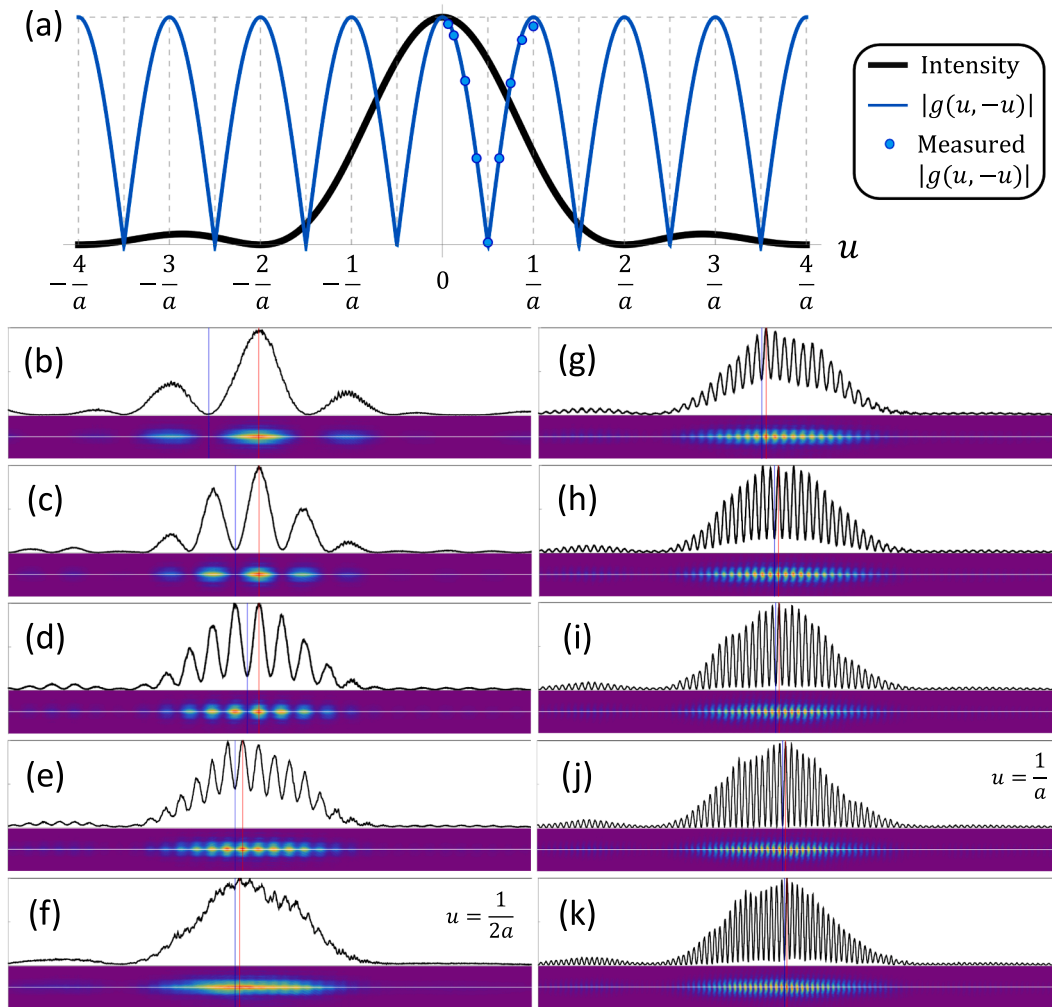 (a)
Intensity
|g(u, −u)|
Measured
|g(u, −u)|
u
−4/a −3/a −2/a −1/a 0 1/a 2/a 3/a 4/a
(b)
(g)
(c)
(h)
(d)
(i)
(e)
(j)
u = 1/a
(f)
u = 1/2a
(k)